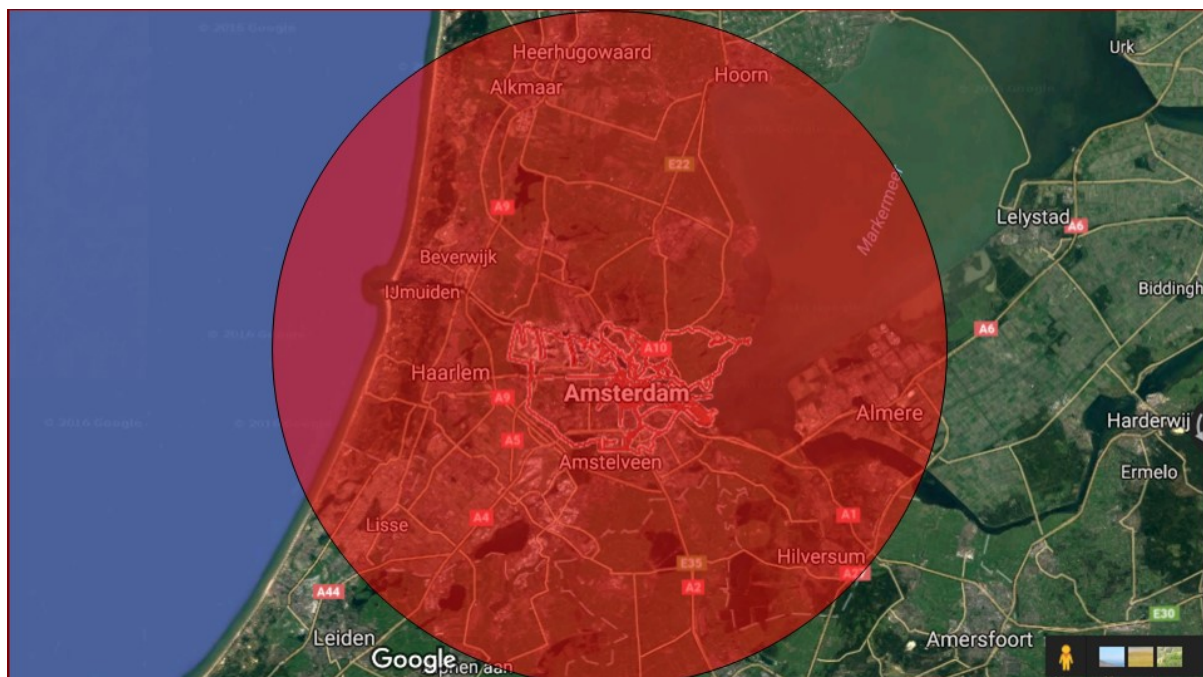 © 2016 Google
Urk
Heerhugowaard
Hoorn
Alkmaar
E22
A9
Markermeer
Lelystad
A6
Beverwijk
IJmuiden
Biddingh
© 2016 Google
A6
A10
Haarlem
Amsterdam
A9
Almere
© 2016 Google
© 2016 Google
Harderwij
A5
Amstelveen
Ermelo
Lisse
A4
A1
Hilversum
E35
A2
A44
E30
Leiden
Amersfoort
Google
phen aan